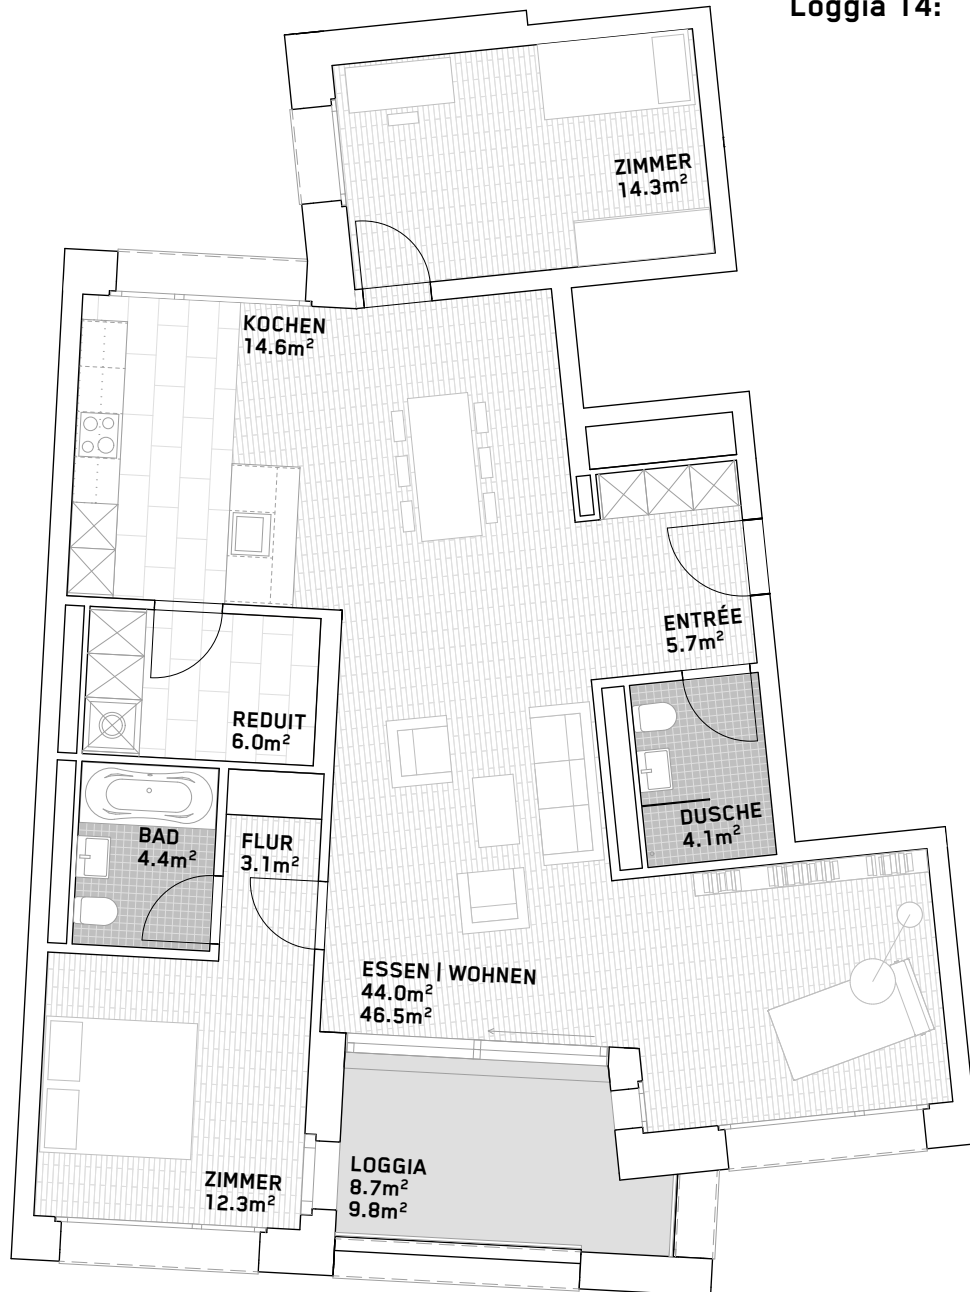 Loggia 14:
ZIMMER
14.3m²
KOCHEN
14.6m²
ENTRÉE
5.7m²
REDUIT
6.0m²
DUSCHE
4.1m²
BAD
4.4m²
FLUR
3.1m²
ESSEN | WOHNEN
44.0m²
46.5m²
LOGGIA
8.7m²
9.8m²
ZIMMER
12.3m²